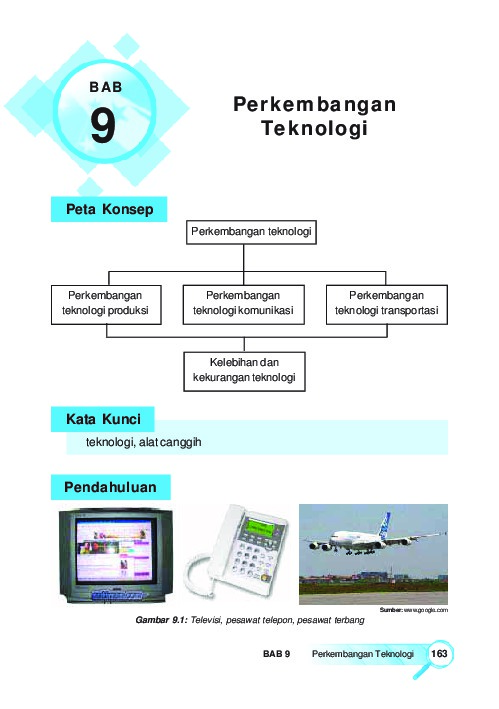 BAB
9
Perkembangan
Teknologi
Peta Konsep
Perkembangan teknologi
Perkembangan
teknologi produksi
Perkembangan
teknologi komunikasi
Perkembangan
teknologi transportasi
Kelebihan dan
kekurangan teknologi
Kata Kunci
teknologi, alat canggih
Pendahuluan
Sumber: www.google.com
Gambar 9.1: Televisi, pesawat telepon, pesawat terbang
BAB 9 Perkembangan Teknologi 163